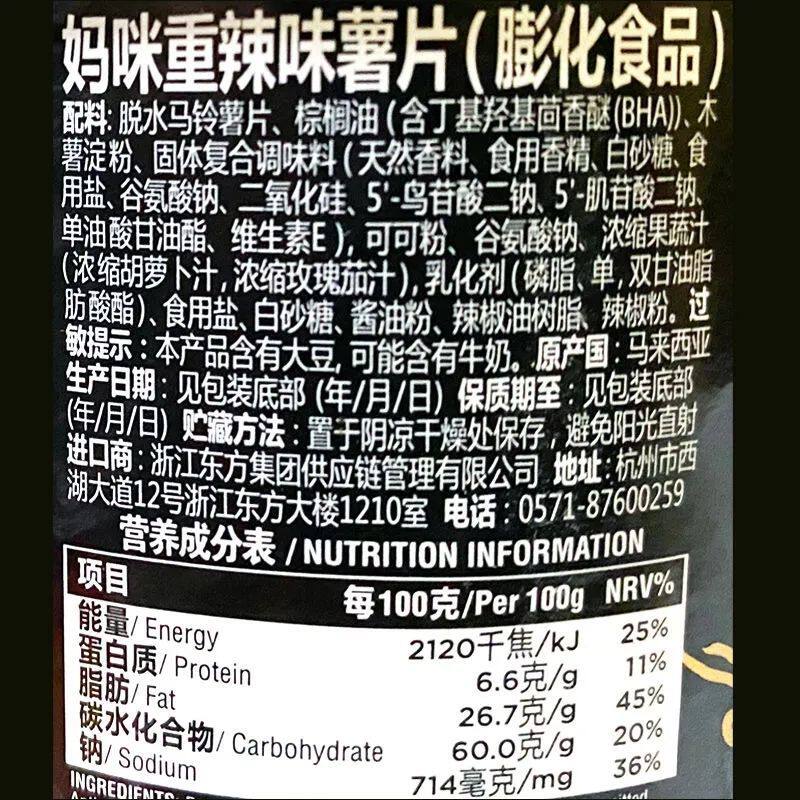 妈咪重辣味薯片(膨化食品)
配料: 脱水马铃薯片、棕榈油 (含丁基羟基茴香醚(BHA))、木
薯淀粉、固体复合调味料 (天然香料、食用香精、白砂糖、食
用盐、谷氨酸钠、二氧化硅、5'-鸟苷酸二钠、5'-肌苷酸二钠、
单油酸甘油酯、维生素E ), 可可粉、谷氨酸钠、浓缩果蔬汁
(浓缩胡萝卜汁, 浓缩玫瑰茄汁), 乳化剂 (磷脂、单, 双甘油脂
肪酸酯)、食用盐、白砂糖、酱油粉、辣椒油树脂、辣椒粉。过
敏提示 : 本产品含有大豆, 可能含有牛奶。原产国 : 马来西亚
生产日期 : 见包装底部 (年/月/日) 保质期至 : 见包装底部
(年/月/日) 贮藏方法 : 置于阴凉干燥处保存 , 避免阳光直射
进口商 : 浙江东方集团供应链管理有限公司 地址 : 杭州市西
湖大道12号浙江东方大楼1210室 电话 : 0571-87600259
营养成分表 / NUTRITION INFORMATION
项目 每100克/Per 100g NRV%
能量/ Energy 2120千焦/kJ 25%
蛋白质/ Protein 6.6克/g 11%
脂肪/ Fat 26.7克/g 45%
碳水化合物/ Carbohydrate 60.0克/g 20%
钠/ Sodium 714毫克/mg 36%
INGREDIENTS: